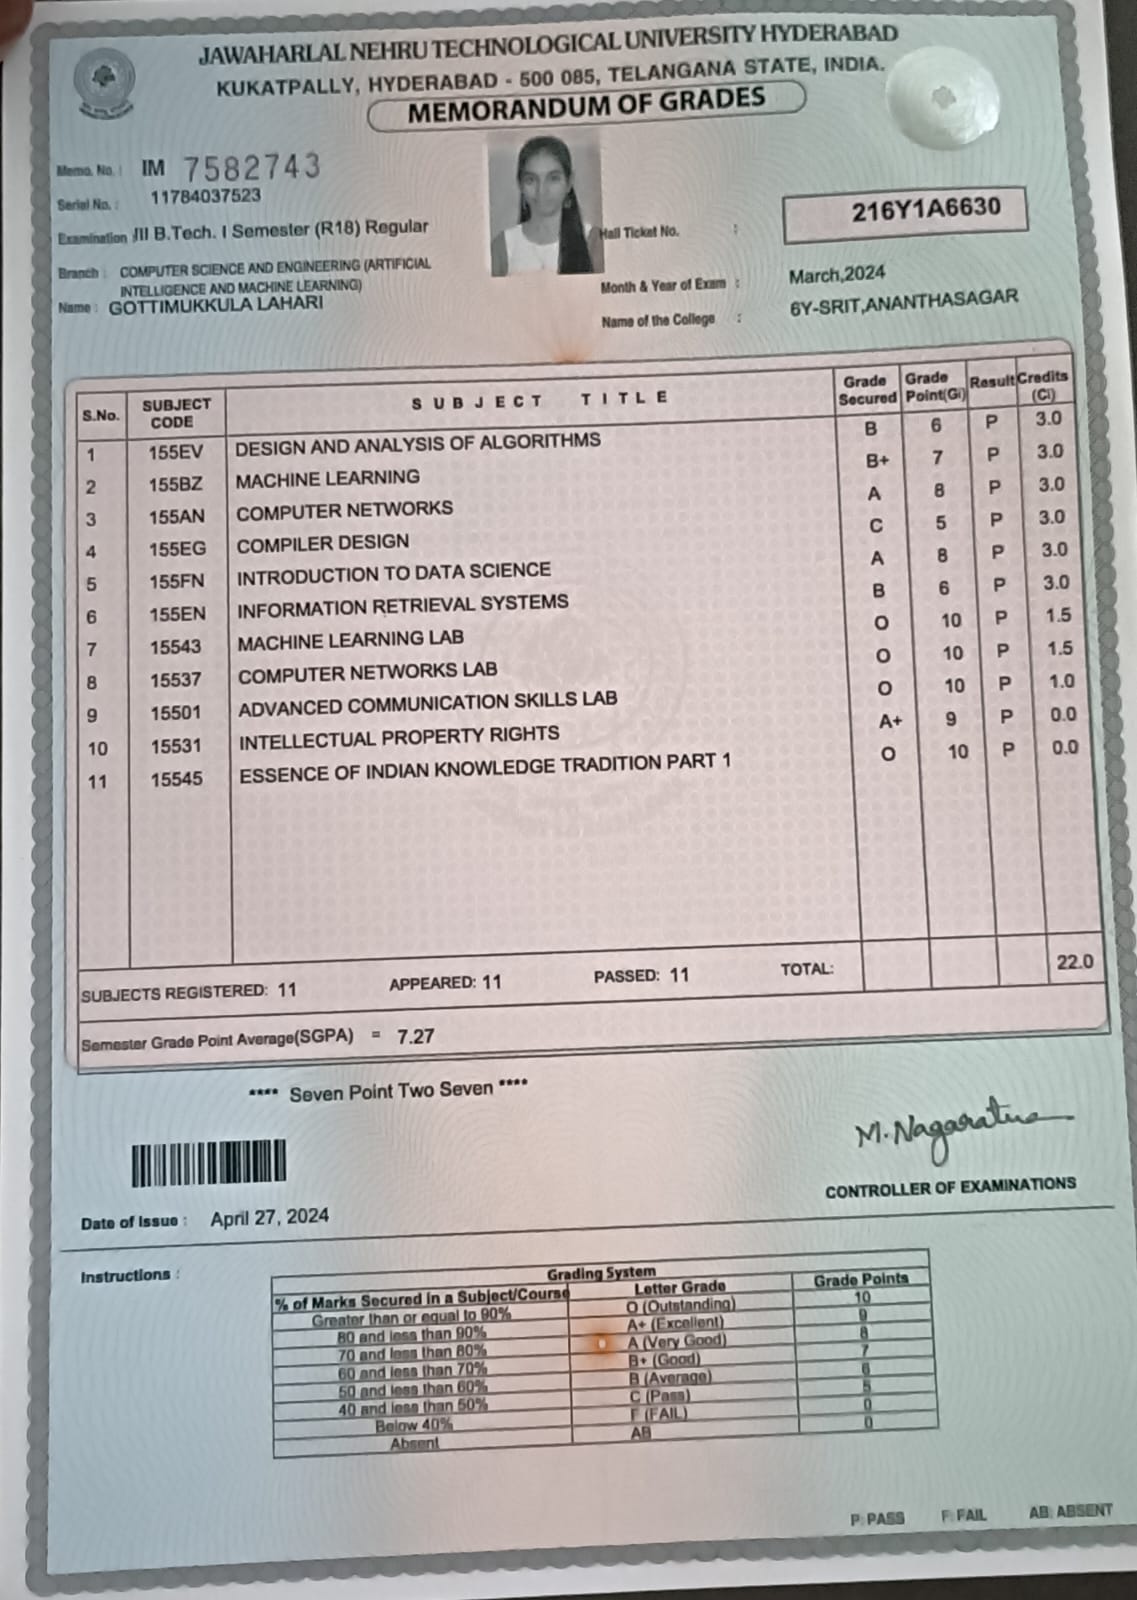 JAWAHARLAL NEHRU TECHNOLOGICAL UNIVERSITY HYDERABAD
KUKATPALLY, HYDERABAD - 500 085, TELANGANA STATE, INDIA.
MEMORANDUM OF GRADES
Memo. No. : IM 7582743
Serial No. : 11784037523
Examination III B.Tech. I Semester (R18) Regular
Hall Ticket No. : 216Y1A6630
Branch : COMPUTER SCIENCE AND ENGINEERING (ARTIFICIAL
INTELLIGENCE AND MACHINE LEARNING)
Month & Year of Exam : March,2024
Name : GOTTIMUKKULA LAHARI
Name of the College : 6Y-SRIT,ANANTHASAGAR
S.No. SUBJECT CODE SUBJECT TITLE Grade Secured Grade Point(Gi) Result Credits (Ci)
1 155EV DESIGN AND ANALYSIS OF ALGORITHMS B 6 P 3.0
2 155BZ MACHINE LEARNING B+ 7 P 3.0
3 155AN COMPUTER NETWORKS A 8 P 3.0
4 155EG COMPILER DESIGN C 5 P 3.0
5 155FN INTRODUCTION TO DATA SCIENCE A 8 P 3.0
6 155EN INFORMATION RETRIEVAL SYSTEMS B 6 P 3.0
7 15543 MACHINE LEARNING LAB O 10 P 1.5
8 15537 COMPUTER NETWORKS LAB O 10 P 1.5
9 15501 ADVANCED COMMUNICATION SKILLS LAB O 10 P 1.0
10 15531 INTELLECTUAL PROPERTY RIGHTS A+ 9 P 0.0
11 15545 ESSENCE OF INDIAN KNOWLEDGE TRADITION PART 1 O 10 P 0.0
SUBJECTS REGISTERED: 11 APPEARED: 11 PASSED: 11 TOTAL: 22.0
Semester Grade Point Average(SGPA) = 7.27
**** Seven Point Two Seven ****
M. Nagaratna
CONTROLLER OF EXAMINATIONS
Date of Issue : April 27, 2024
Instructions :
Grading System
% of Marks Secured in a Subject/Course Letter Grade Grade Points
Greater than or equal to 90% O (Outstanding) 10
80 and less than 90% A+ (Excellent) 9
70 and less than 80% A (Very Good) 8
60 and less than 70% B+ (Good) 7
50 and less than 60% B (Average) 6
40 and less than 50% C (Pass) 5
Below 40% F (FAIL) 0
Absent AB 0
P: PASS F: FAIL AB: ABSENT